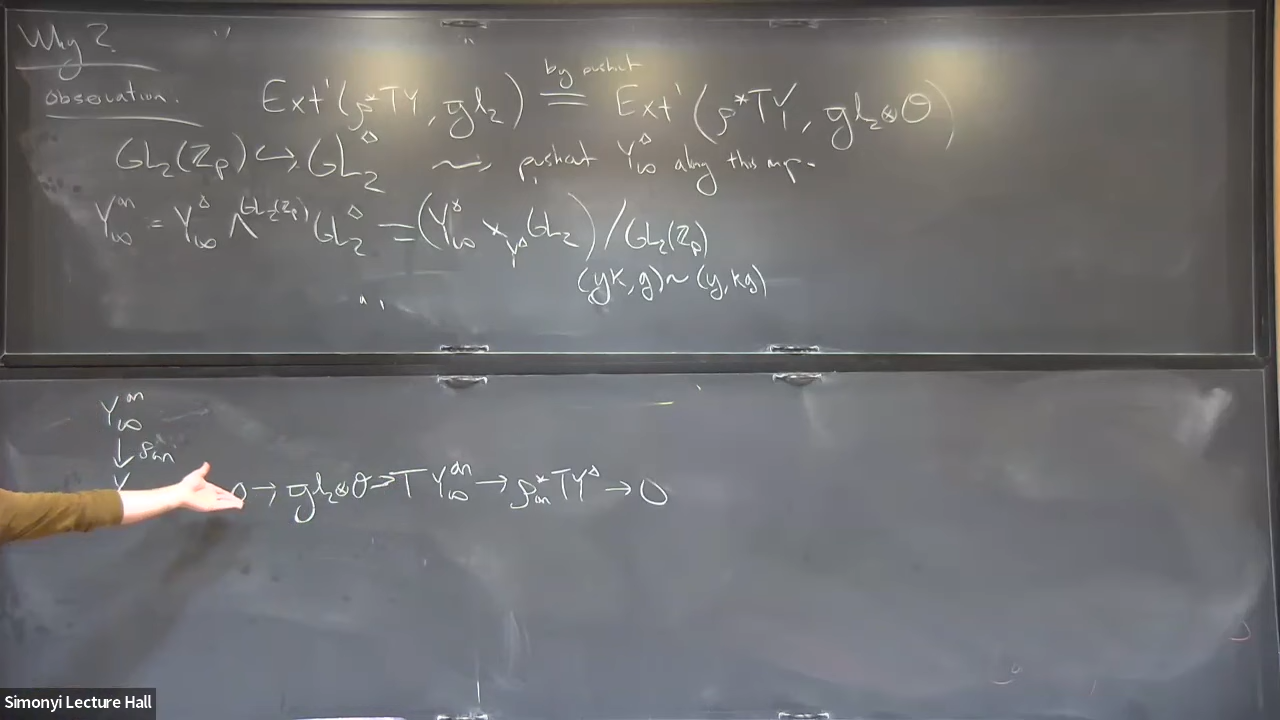 Why?
Observation.
by pushout
Ext¹(ρ*TY, gl₂) = Ext¹(ρ*TY, gl₂⊗O)
GL₂(Z_p) ↪ GL₂^◇ ⇝ pushout Y_∞^◇ along this map.
Y_∞^an = Y_∞^◇ ∧^{GL₂(Z_p)} GL₂^◇ = (Y_∞^◇ ×_{Y^◇} GL₂) / GL₂(Z_p)
(yk, g) ~ (y, kg)
Y_∞^an
↓ ρ_an
Y
0 → gl₂⊗O → TY_∞^an → ρ_an^* TY^◇ → 0
Simonyi Lecture Hall